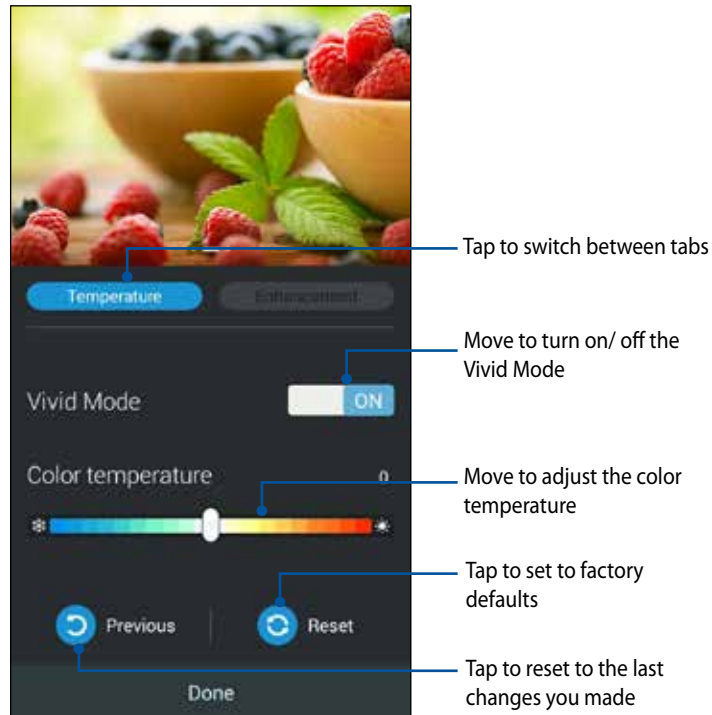 Tap to switch between tabs
Temperature
Enhancement
Move to turn on/ off the
Vivid Mode
Vivid Mode
ON
Color temperature
0
Move to adjust the color
temperature
Tap to set to factory
defaults
Previous
Reset
Tap to reset to the last
changes you made
Done